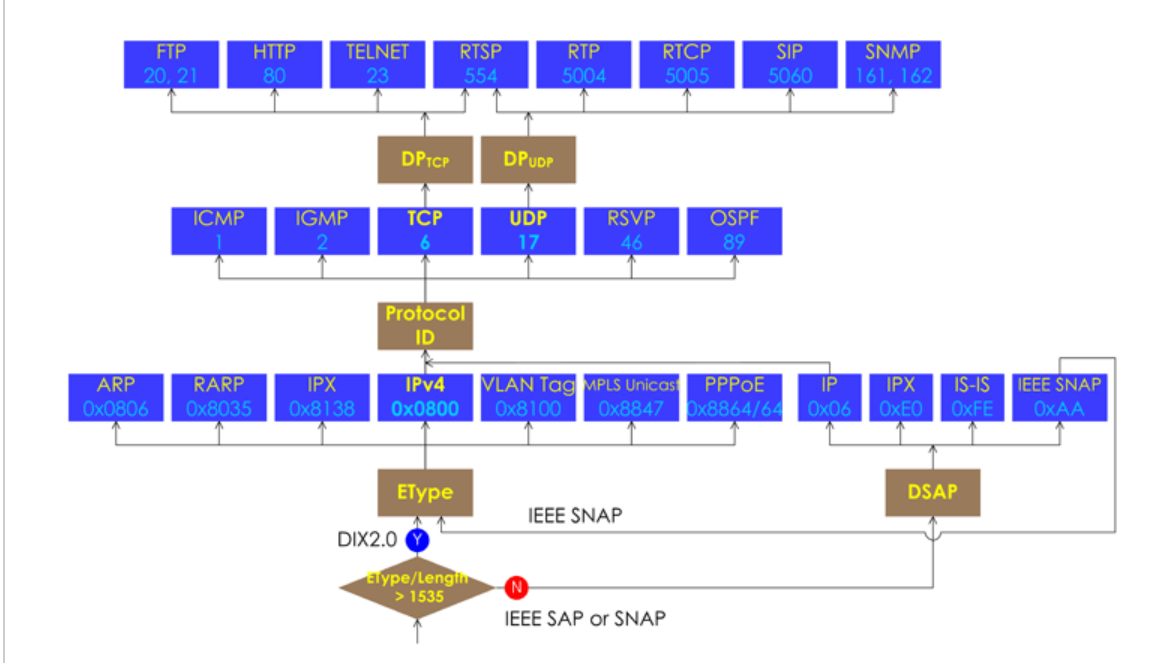 FTP
20, 21
HTTP
80
TELNET
23
RTSP
554
RTP
5004
RTCP
5005
SIP
5060
SNMP
161, 162
DPTCP
DPUDP
ICMP
1
IGMP
2
TCP
6
UDP
17
RSVP
46
OSPF
89
Protocol
ID
ARP
0x0806
RARP
0x8035
IPX
0x8138
IPv4
0x0800
VLAN Tag
0x8100
MPLS Unicast
0x8847
PPPoE
0x8864/64
IP
0x06
IPX
0xE0
IS-IS
0xFE
IEEE SNAP
0xAA
EType
DSAP
IEEE SNAP
DIX2.0
Y
EType/Length
> 1535
N
IEEE SAP or SNAP